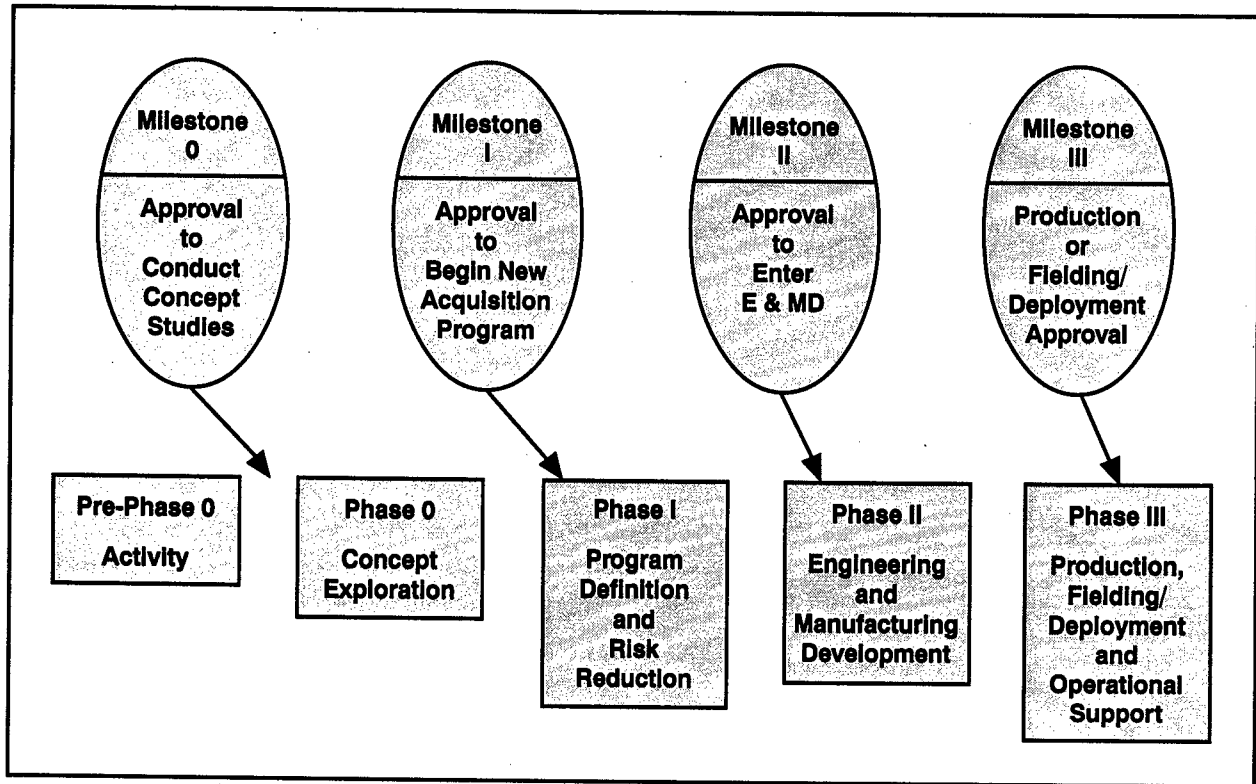 Milestone
0
Approval
to
Conduct
Concept
Studies
Milestone
I
Approval
to
Begin New
Acquisition
Program
Milestone
II
Approval
to
Enter
E & MD
Milestone
III
Production
or
Fielding/
Deployment
Approval
Pre-Phase 0
Activity
Phase 0
Concept
Exploration
Phase I
Program
Definition
and
Risk
Reduction
Phase II
Engineering
and
Manufacturing
Development
Phase III
Production,
Fielding/
Deployment
and
Operational
Support